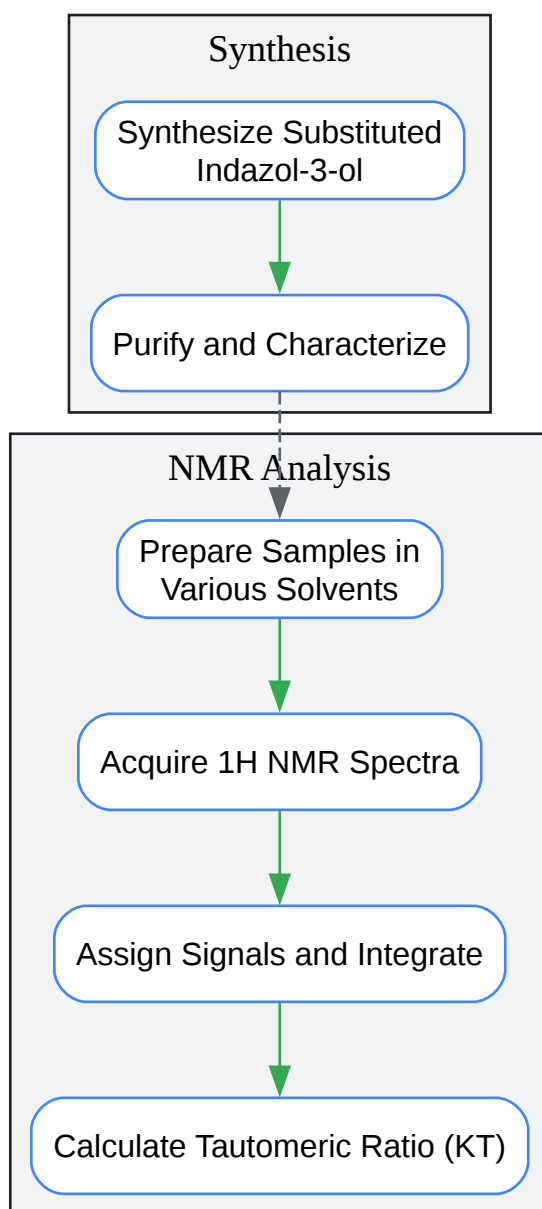 Synthesis
Synthesize Substituted
Indazol-3-ol
Purify and Characterize
NMR Analysis
Prepare Samples in
Various Solvents
Acquire 1H NMR Spectra
Assign Signals and Integrate
Calculate Tautomeric Ratio (KT)